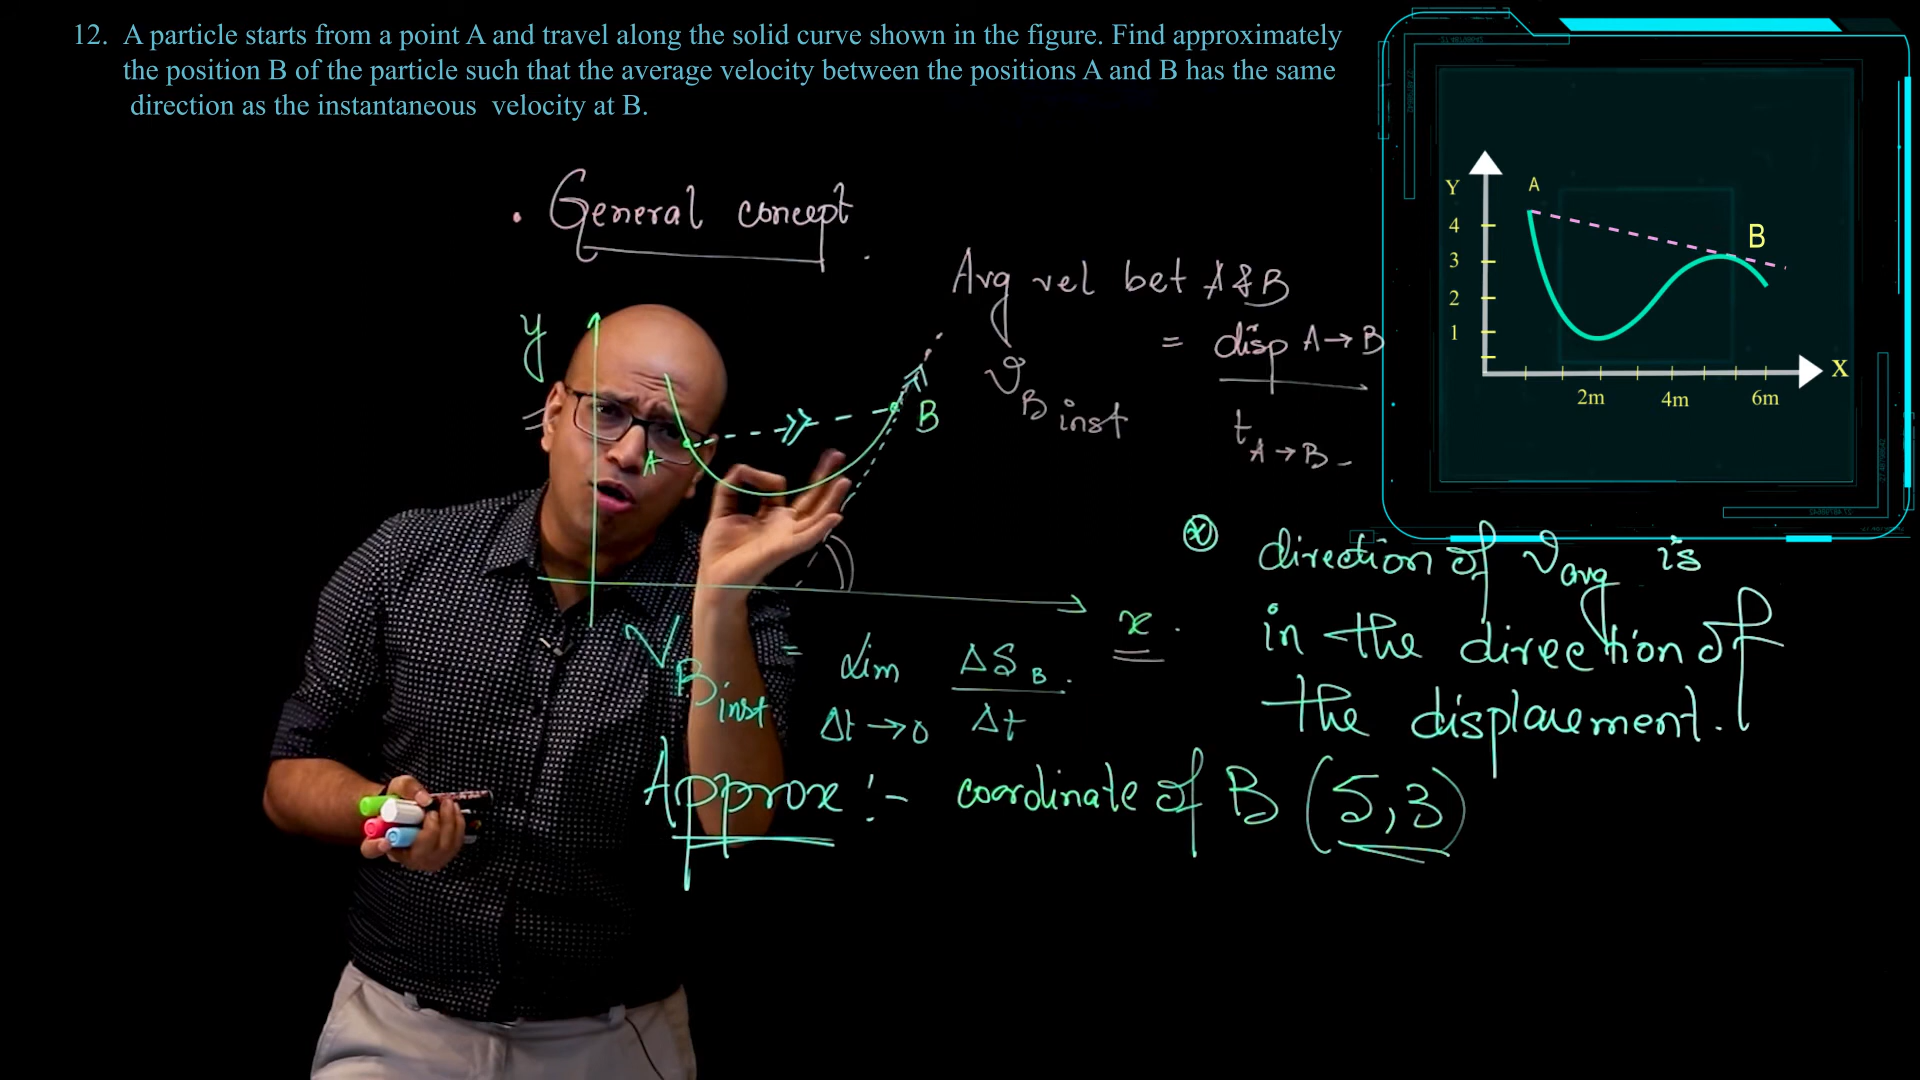 12. A particle starts from a point A and travel along the solid curve shown in the figure. Find approximately
the position B of the particle such that the average velocity between the positions A and B has the same
direction as the instantaneous velocity at B.
. General concept .
Avg vel bet A & B
= disp A→B
t A→B -
ϑ B inst
y
A
B
x .
V B inst = Lim ΔS B .
Δt→0 Δt
Approx :- coordinate of B (5,3)
(x) direction of ϑ avg is
in the direction of
the displacement.
Y
A
B
4
3
2
1
X
2m 4m 6m